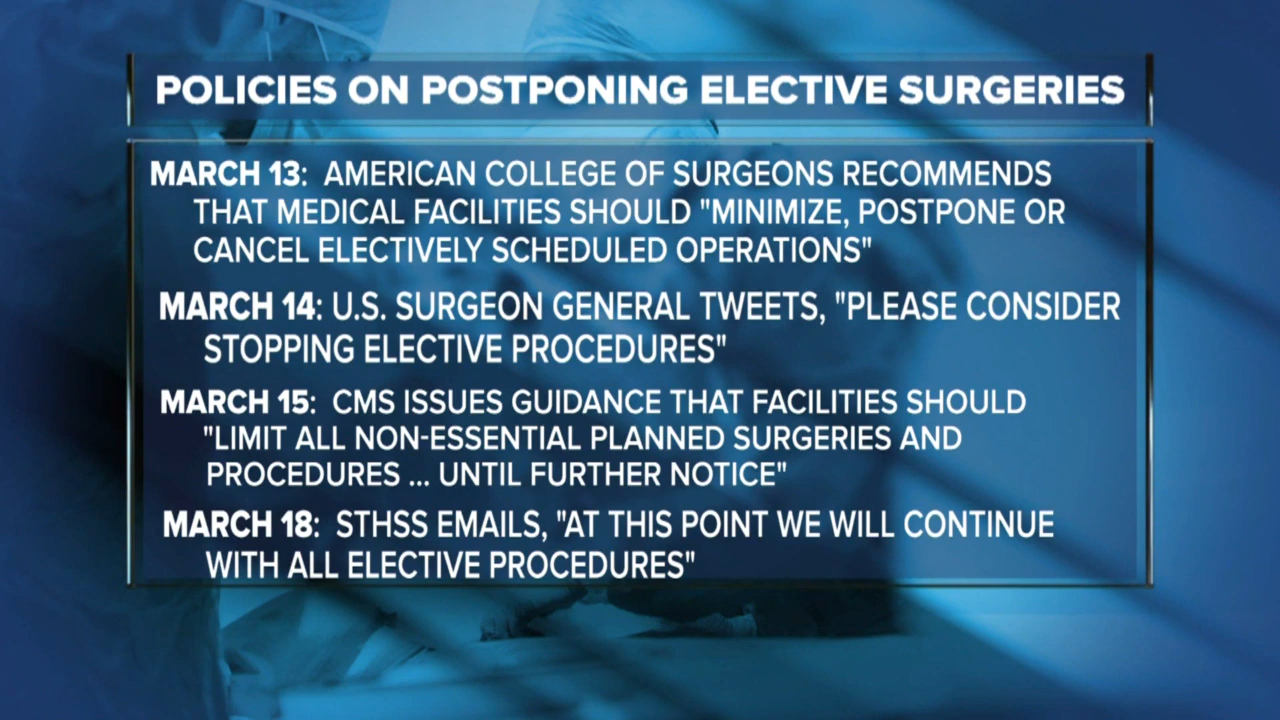 POLICIES ON POSTPONING ELECTIVE SURGERIES
MARCH 13: AMERICAN COLLEGE OF SURGEONS RECOMMENDS
THAT MEDICAL FACILITIES SHOULD "MINIMIZE, POSTPONE OR
CANCEL ELECTIVELY SCHEDULED OPERATIONS"
MARCH 14: U.S. SURGEON GENERAL TWEETS, "PLEASE CONSIDER
STOPPING ELECTIVE PROCEDURES"
MARCH 15: CMS ISSUES GUIDANCE THAT FACILITIES SHOULD
"LIMIT ALL NON-ESSENTIAL PLANNED SURGERIES AND
PROCEDURES ... UNTIL FURTHER NOTICE"
MARCH 18: STHSS EMAILS, "AT THIS POINT WE WILL CONTINUE
WITH ALL ELECTIVE PROCEDURES"